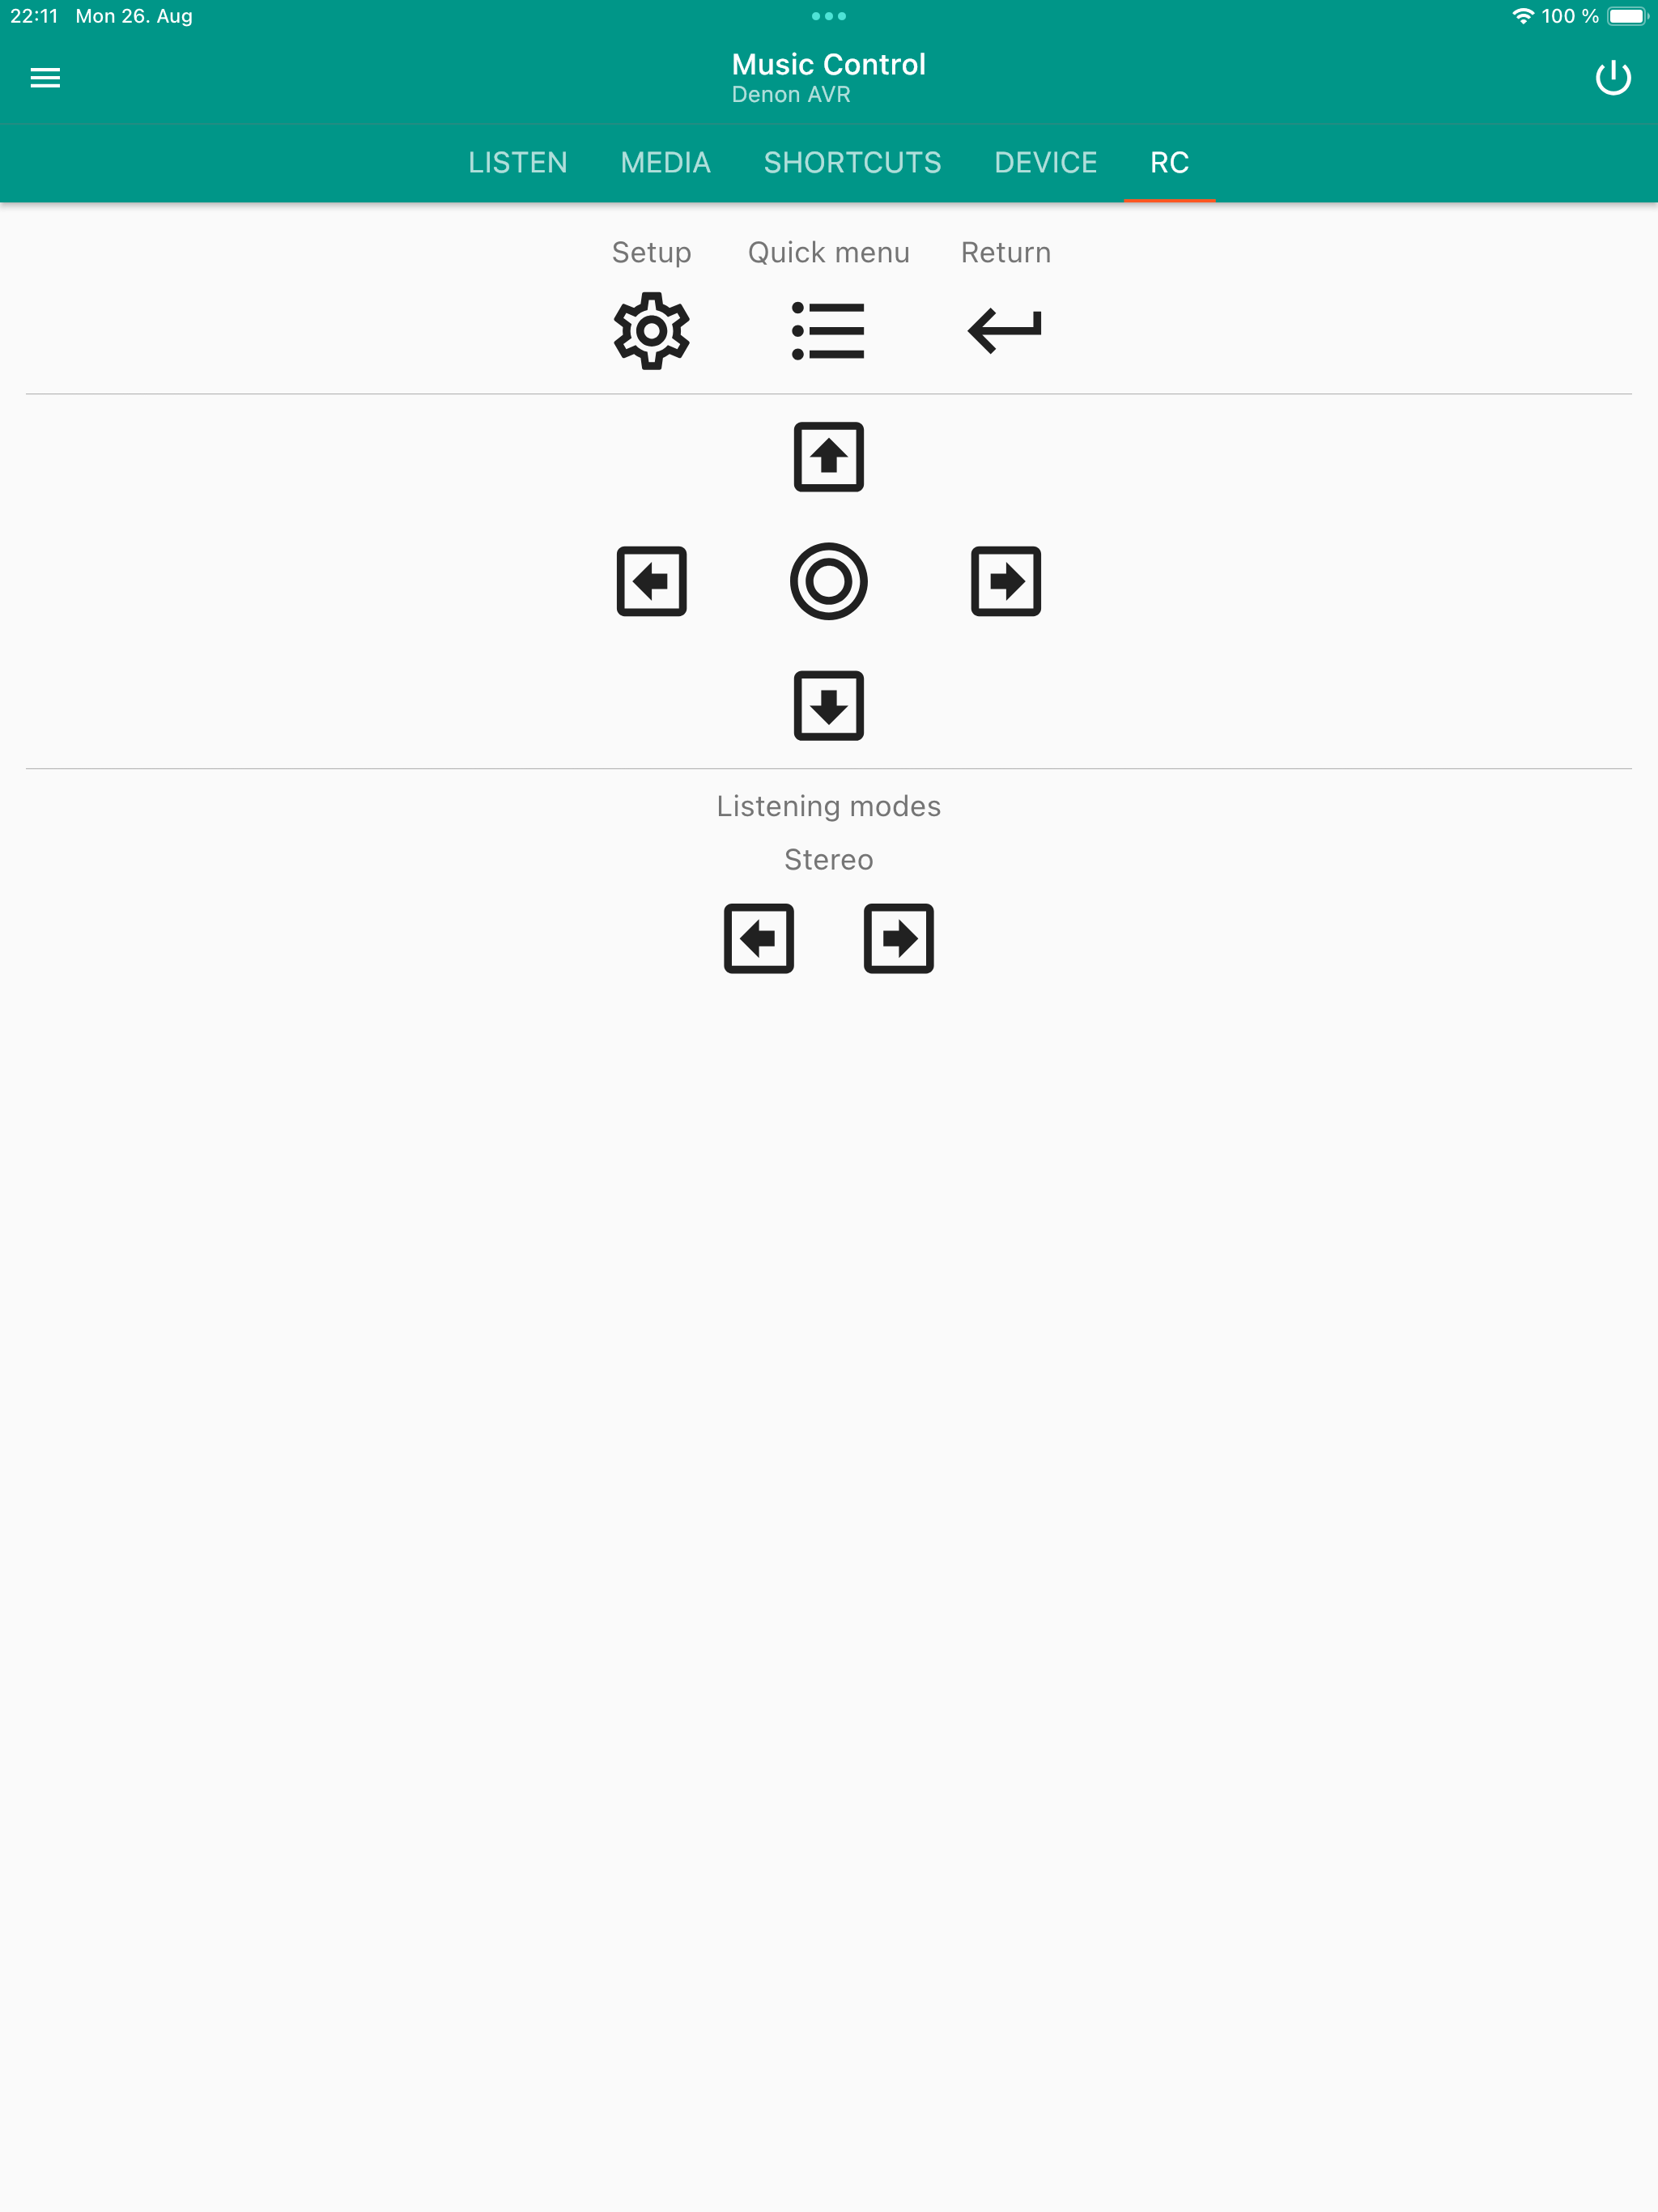 22:11 Mon 26. Aug 100 %
Music Control
Denon AVR
LISTEN MEDIA SHORTCUTS DEVICE RC
Setup Quick menu Return
Listening modes
Stereo